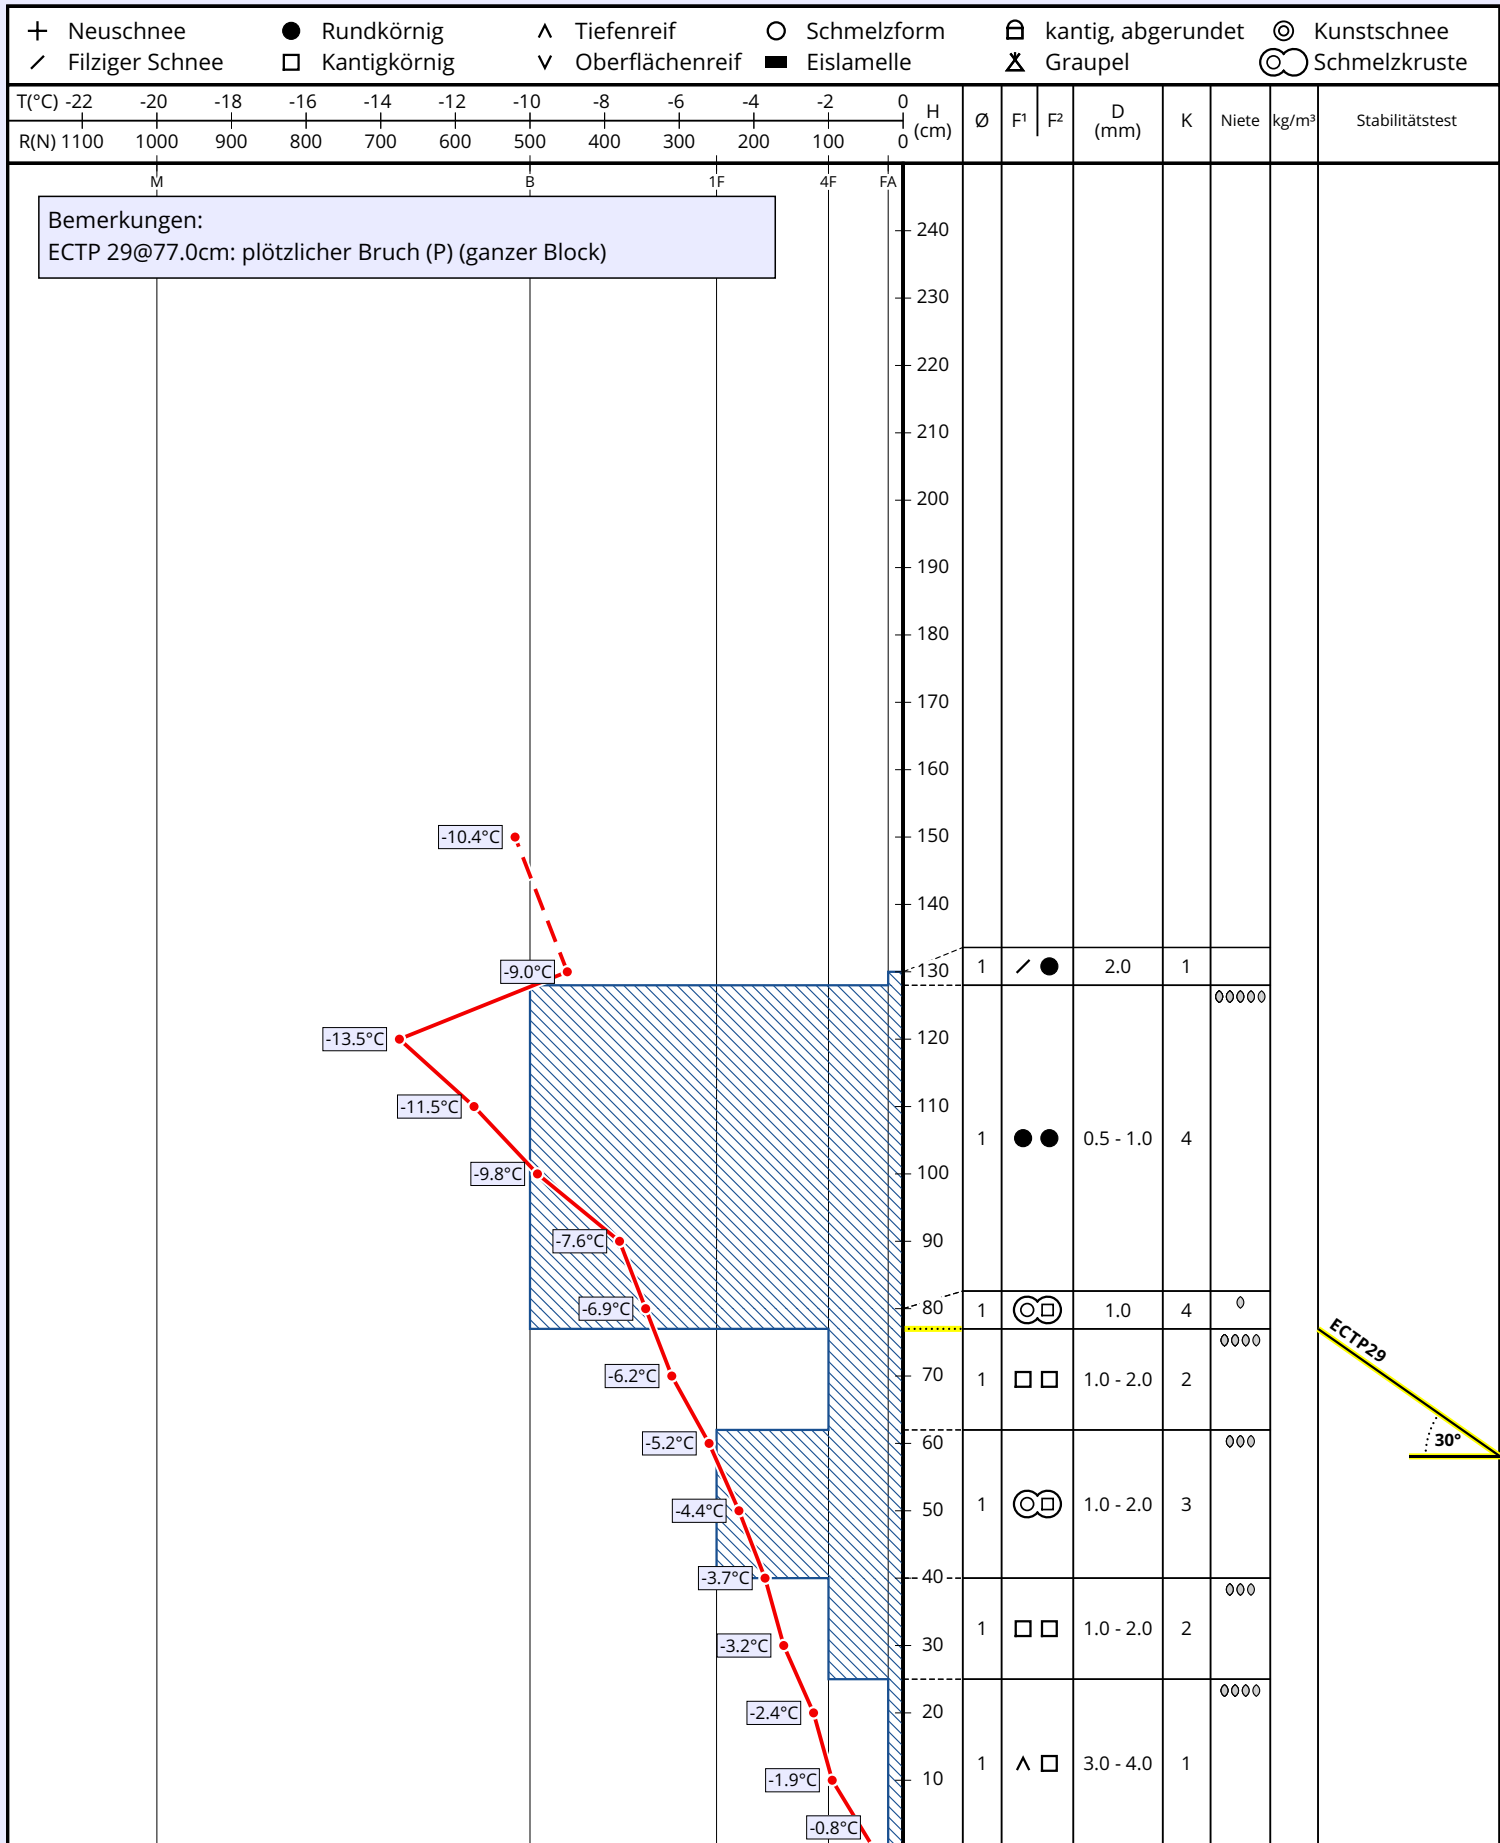 Neuschnee Rundkörnig Tiefenreif Schmelzform kantig, abgerundet Kunstschnee
Filziger Schnee Kantigkörnig Oberflächenreif Eislamelle Graupel Schmelzkruste
T(°C) -22 -20 -18 -16 -14 -12 -10 -8 -6 -4 -2 0
R(N) 1100 1000 900 800 700 600 500 400 300 200 100 0
H (cm) Ø F¹ F² D (mm) K Niete kg/m³ Stabilitätstest
M B 1F 4F FA
Bemerkungen:
ECTP 29@77.0cm: plötzlicher Bruch (P) (ganzer Block)
240
230
220
210
200
190
180
170
160
-10.4°C 150
140
-9.0°C 130 1 2.0 1
-13.5°C 120
-11.5°C 110
1 0.5 - 1.0 4
-9.8°C 100
-7.6°C 90
-6.9°C 80 1 1.0 4
ECTP29
-6.2°C 70 1 1.0 - 2.0 2
-5.2°C 60 30°
-4.4°C 50 1 1.0 - 2.0 3
-3.7°C 40
-3.2°C 30 1 1.0 - 2.0 2
-2.4°C 20
-1.9°C 10 1 3.0 - 4.0 1
-0.8°C